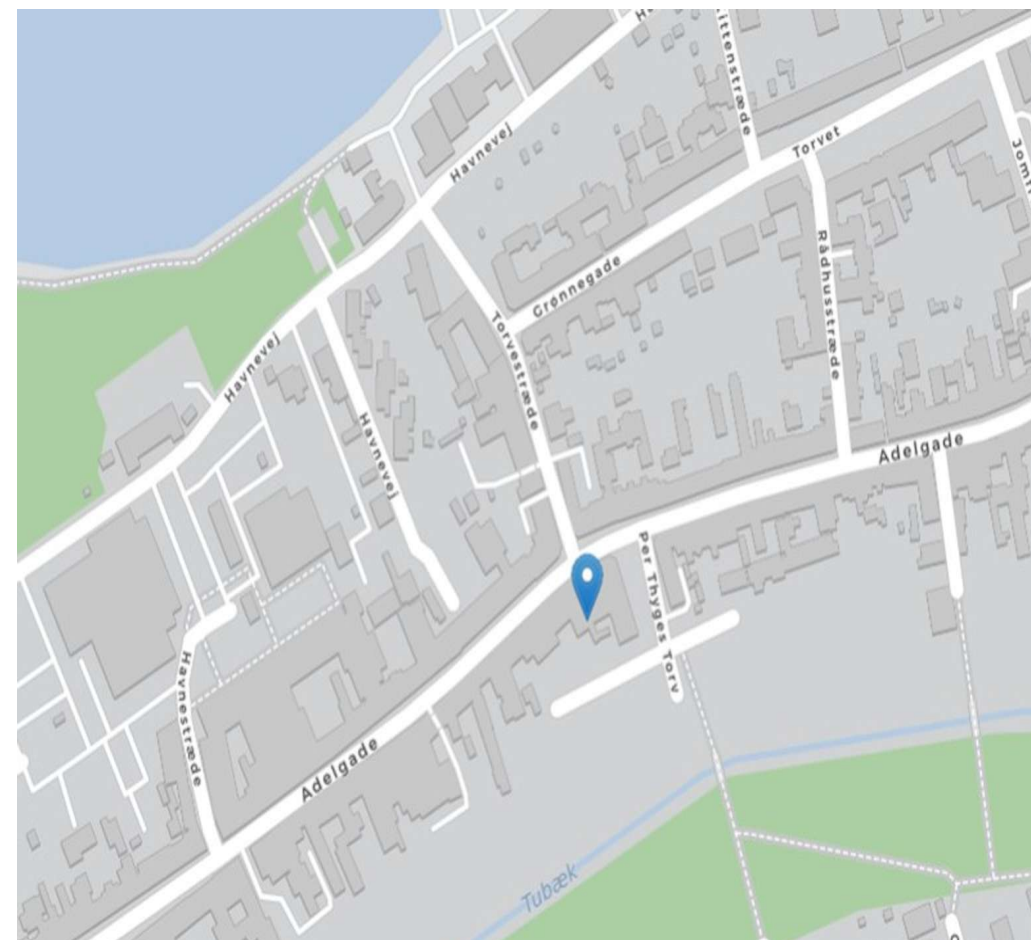 Havnevej
Torvet
Grønnegade
Rådhusstræde
Torvestræde
Havnevej
Havnevej
Adelgade
Per Thyges Torv
Havnestræde
Adelgade
Tubæk